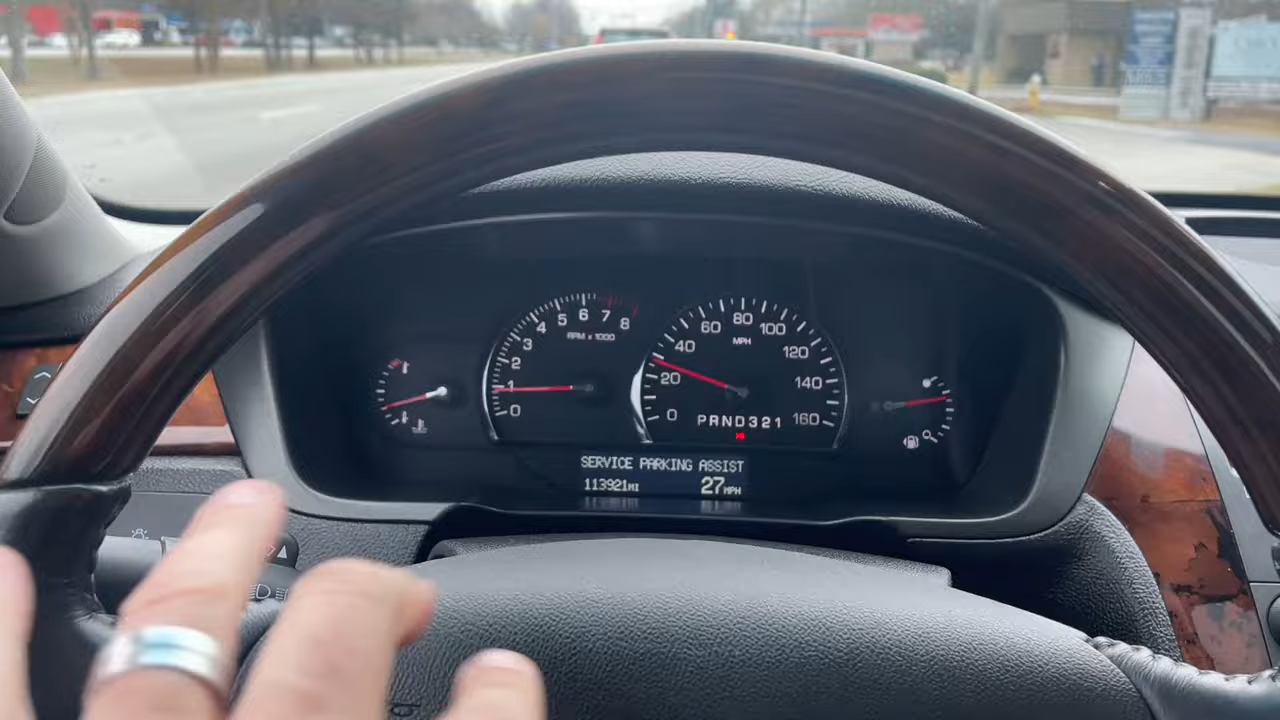 0 1 2 3 4 5 6 7 8
RPM x 1000
0 20 40 60 80 100 120 140 160
MPH
PRND321
SERVICE PARKING ASSIST
113921MI 27MPH